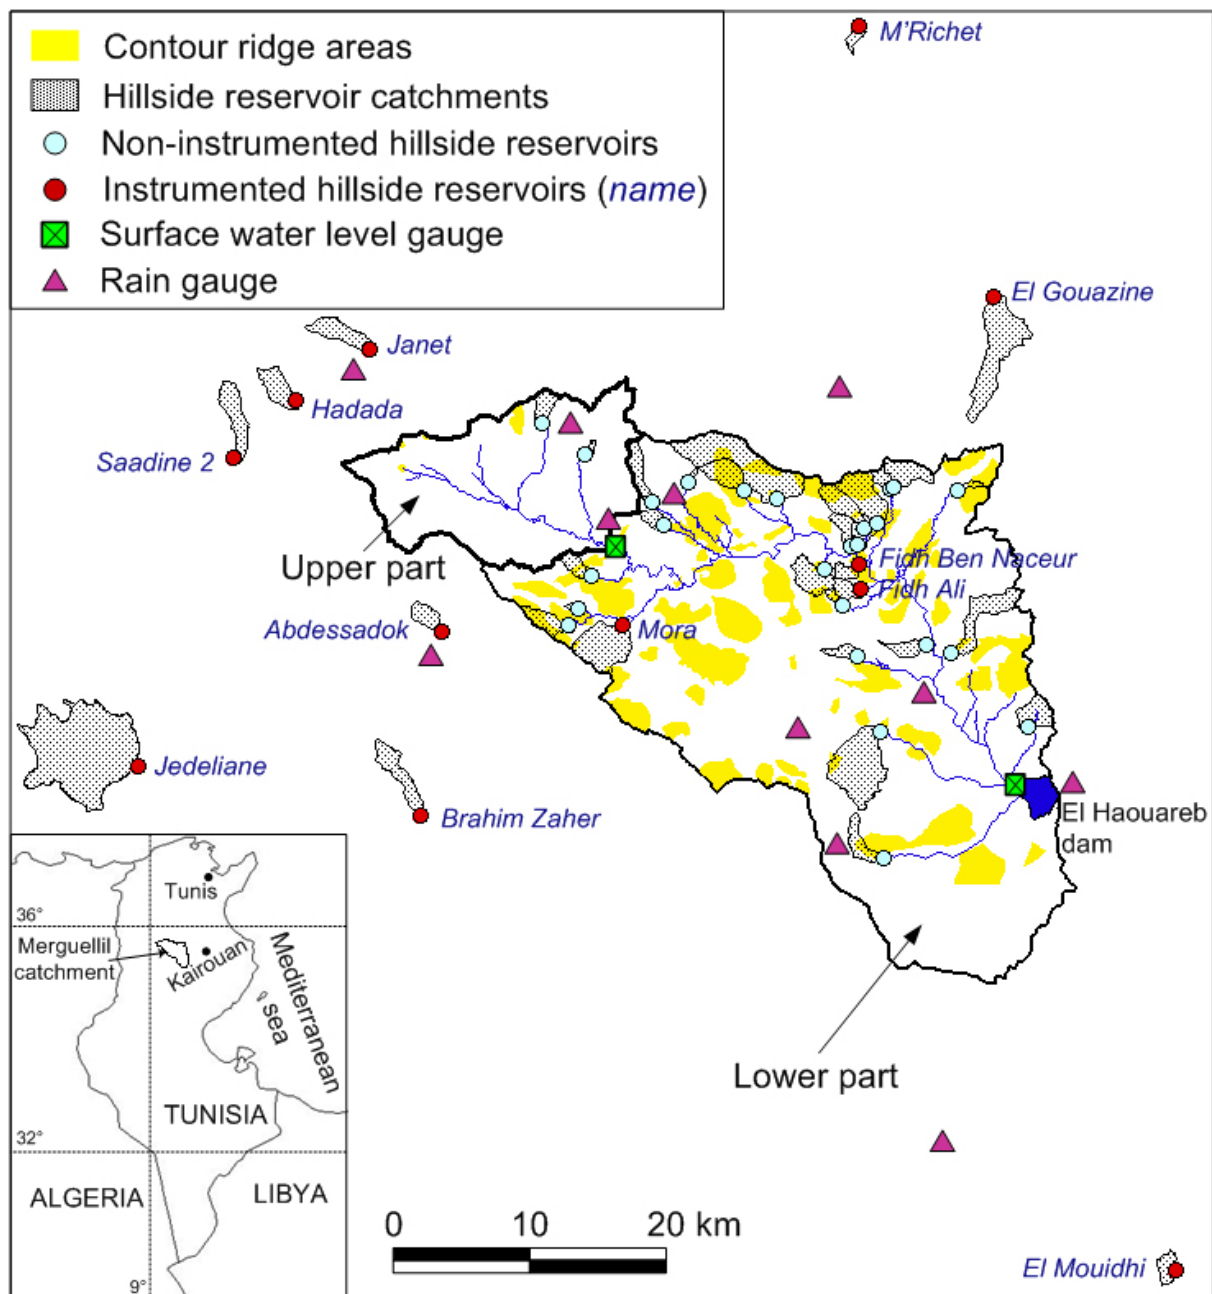 Contour ridge areas
Hillside reservoir catchments
Non-instrumented hillside reservoirs
Instrumented hillside reservoirs (name)
Surface water level gauge
Rain gauge
M'Richet
El Gouazine
Janet
Hadada
Saadine 2
Upper part
Fidh Ben Naceur
Fidh Ali
Abdessadok
Mora
Jedeliane
Brahim Zaher
El Haouareb
dam
Lower part
Tunis
36°
Merguellil
catchment
Kairouan
Mediterranean
sea
TUNISIA
32°
ALGERIA
LIBYA
9°
0 10 20 km
El Mouidhi